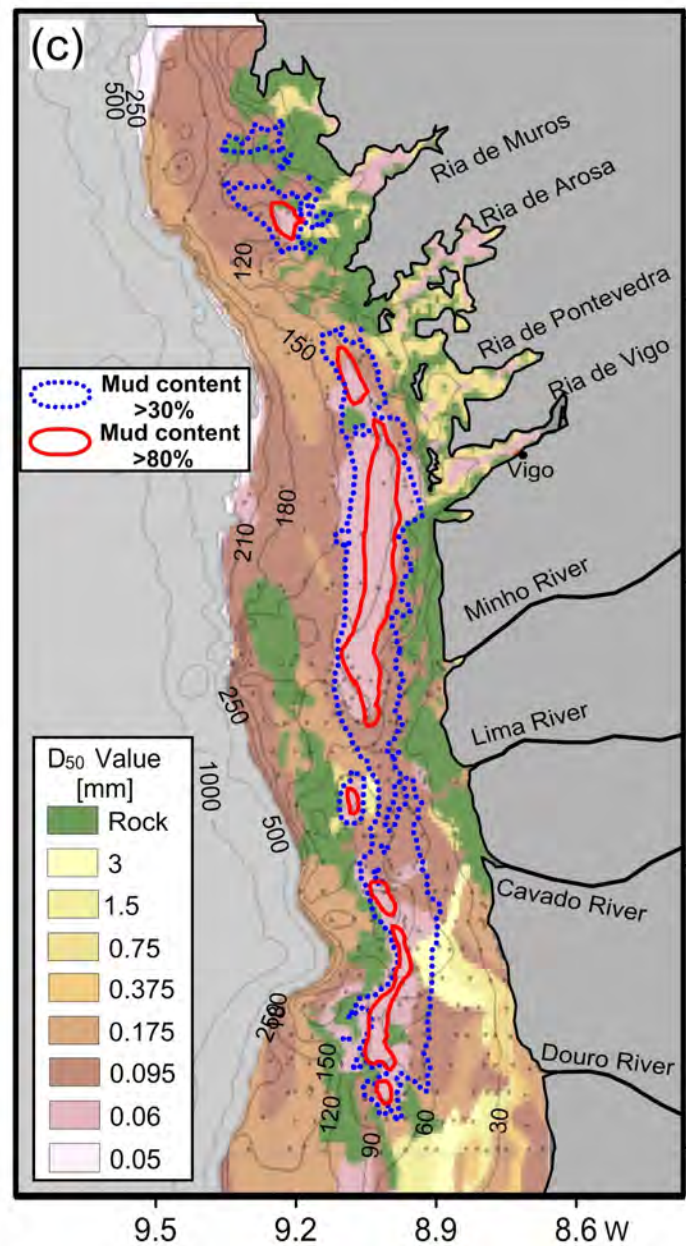 (c)
500
250
Ria de Muros
Ria de Arosa
120
150
Ria de Pontevedra
Ria de Vigo
Mud content
>30%
Mud content
>80%
Vigo
180
210
Minho River
250
Lima River
1000
500
D50 Value
[mm]
Rock
3
1.5
0.75
0.375
0.175
0.095
0.06
0.05
Cavado River
250
Douro River
150
120
90
60
30
9.5
9.2
8.9
8.6 W